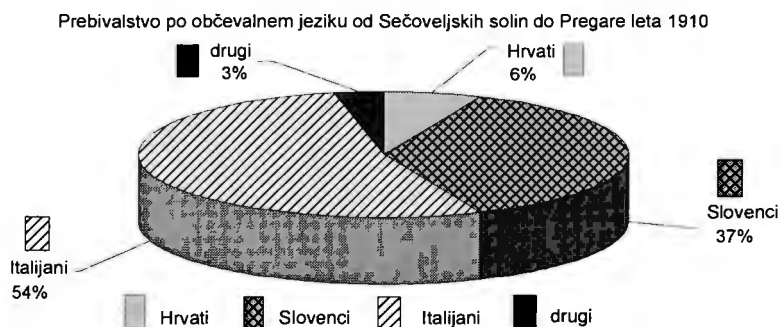 Prebivalstvo po občevalnem jeziku od Sečoveljskih solin do Pregare leta 1910
drugi
3%
Hrvati
6%
Slovenci
37%
Italijani
54%
Hrvati Slovenci Italijani drugi